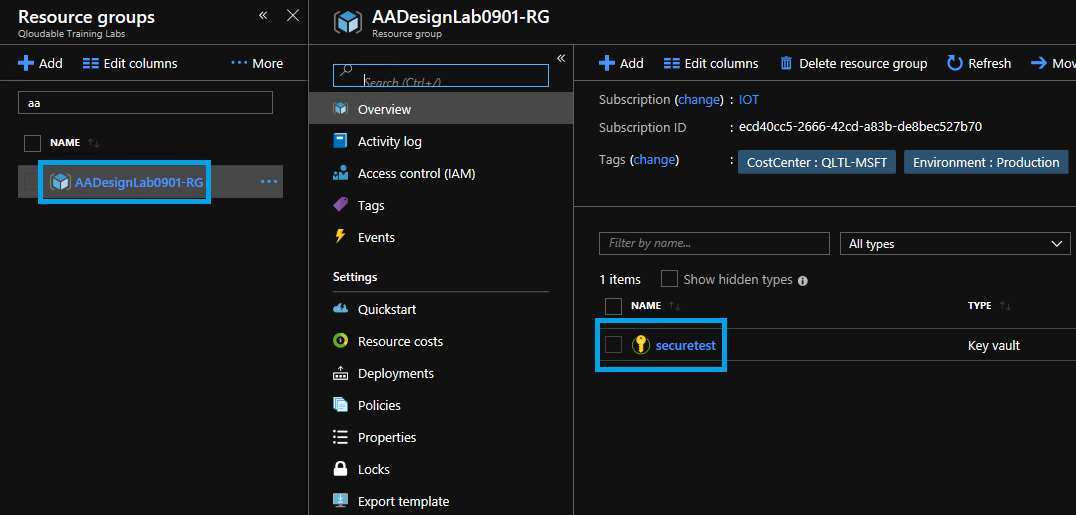 Resource groups
Qloudable Training Labs
Add Edit columns More
aa
NAME
AADesignLab0901-RG
AADesignLab0901-RG
Resource group
Search (Ctrl+/)
Overview
Activity log
Access control (IAM)
Tags
Events
Settings
Quickstart
Resource costs
Deployments
Policies
Properties
Locks
Export template
Add Edit columns Delete resource group Refresh Mov
Subscription (change) : IOT
Subscription ID : ecd40cc5-2666-42cd-a83b-de8bec527b70
Tags (change) : CostCenter : QLTL-MSFT Environment : Production
Filter by name... All types
1 items Show hidden types
NAME TYPE
securetest Key vault